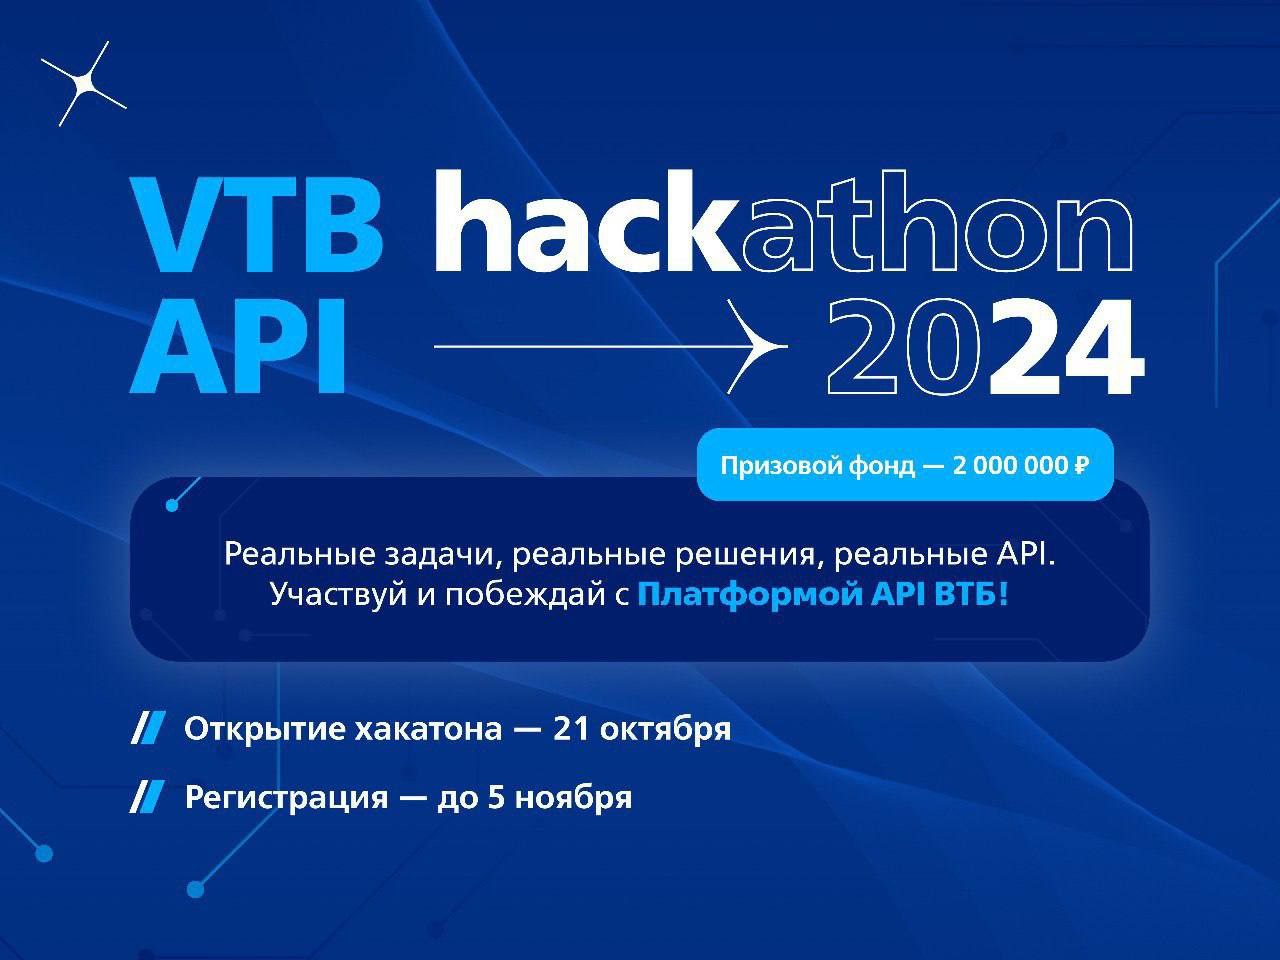 VTB hackathon
API 2024
Призовой фонд — 2 000 000 ₽
Реальные задачи, реальные решения, реальные API.
Участвуй и побеждай с Платформой API ВТБ!
Открытие хакатона — 21 октября
Регистрация — до 5 ноября